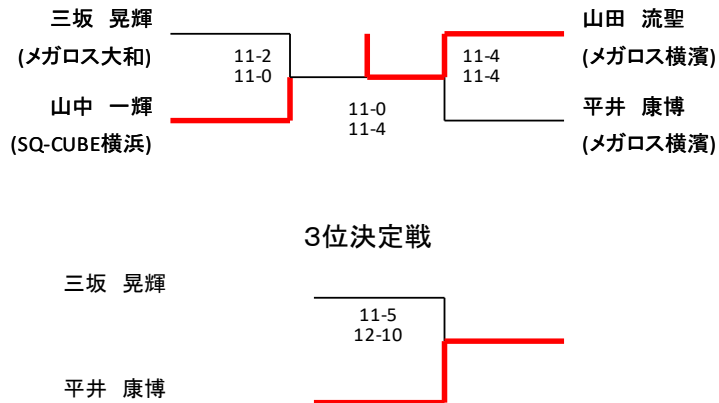 三坂 晃輝
(メガロス大和)
山中 一輝
(SQ-CUBE横浜)
11-2
11-0
11-0
11-4
11-4
11-4
山田 流聖
(メガロス横濱)
平井 康博
(メガロス横濱)
3位決定戦
三坂 晃輝
11-5
12-10
平井 康博